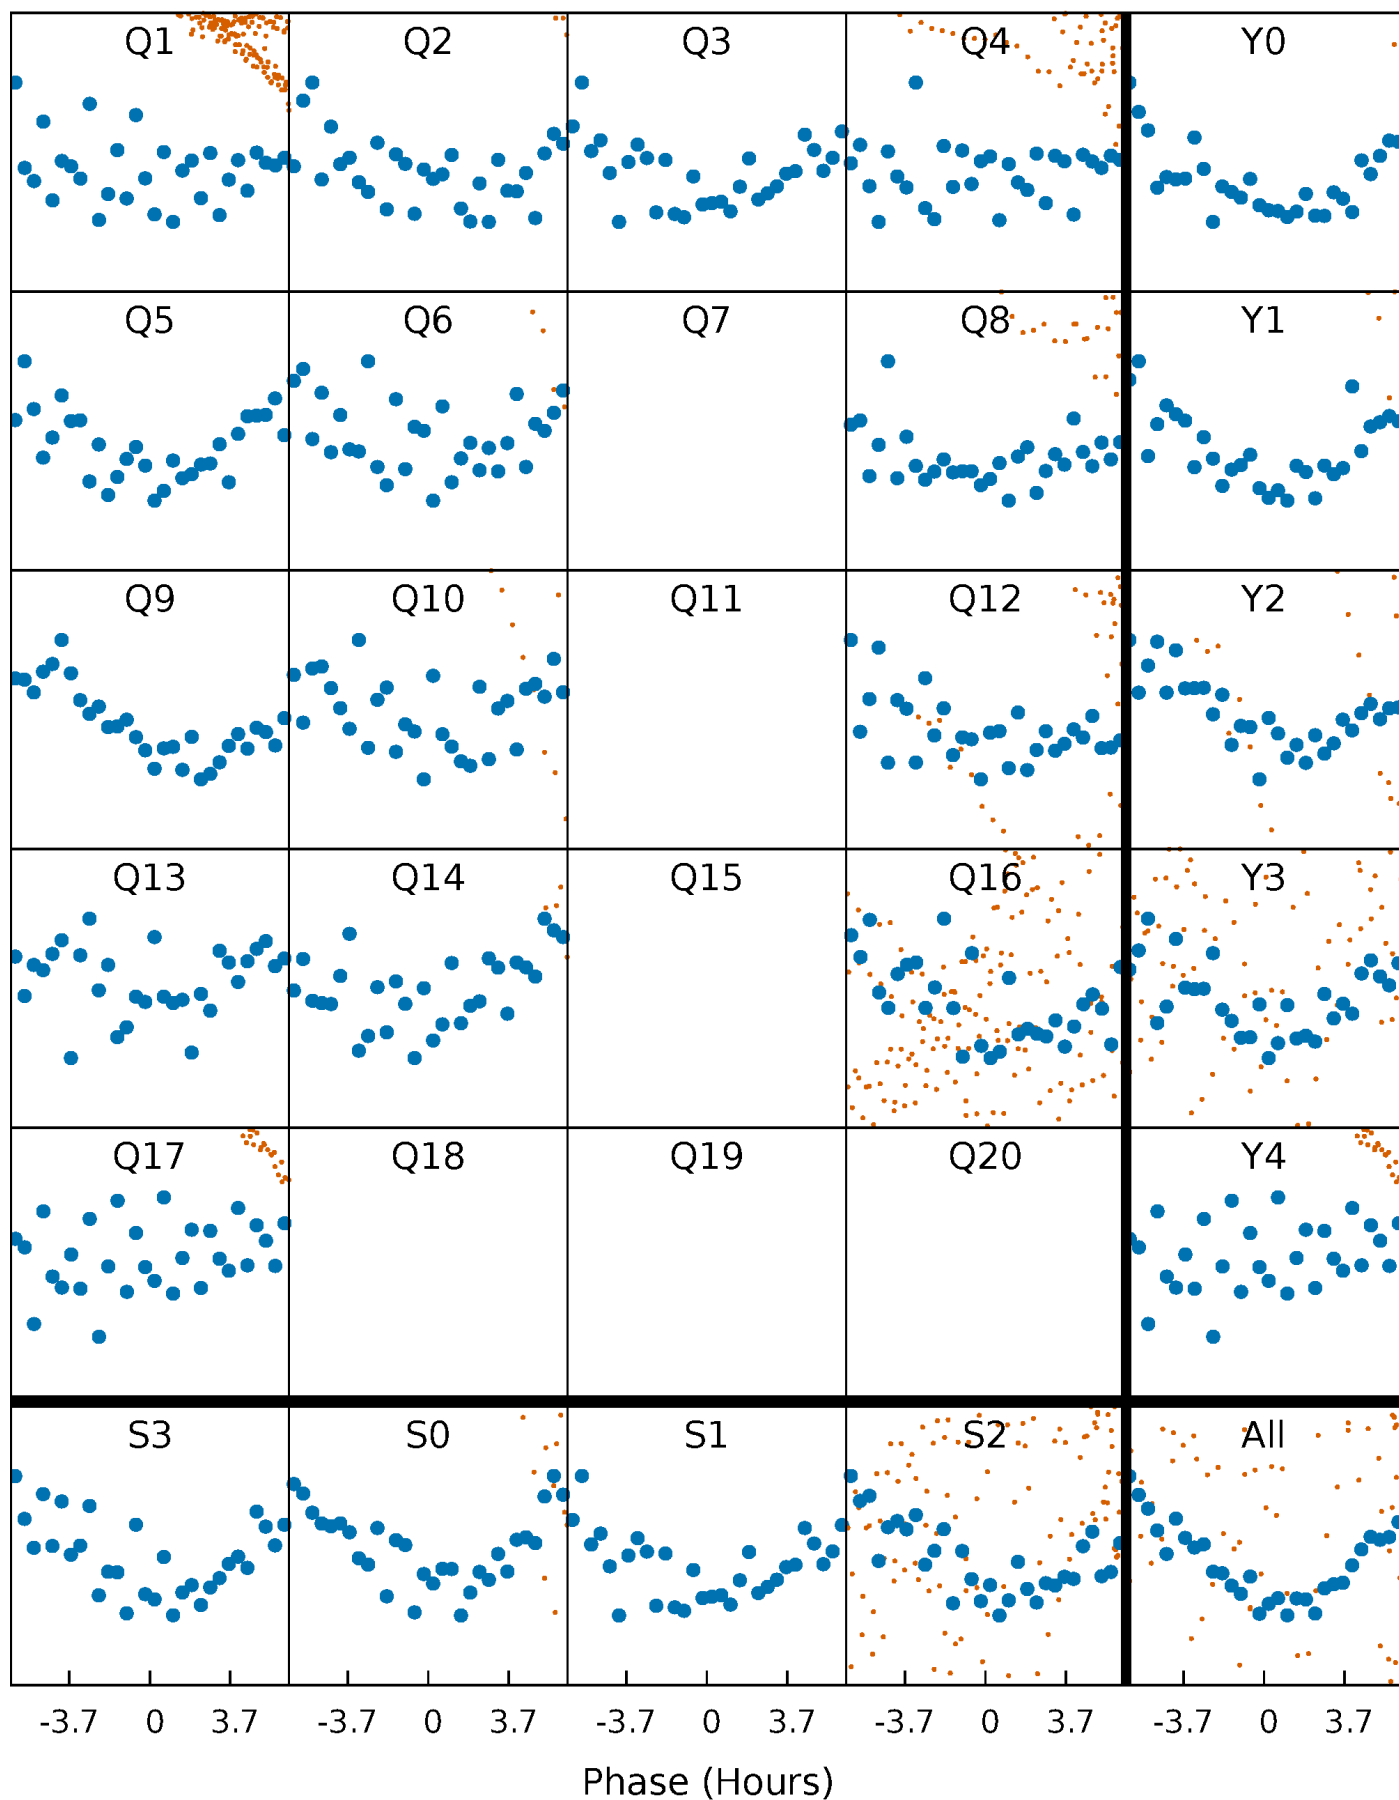 Q1 Q2 Q3 Q4 Y0
Q5 Q6 Q7 Q8 Y1
Q9 Q10 Q11 Q12 Y2
Q13 Q14 Q15 Q16 Y3
Q17 Q18 Q19 Q20 Y4
S3 S0 S1 S2 All
-3.7 0 3.7 -3.7 0 3.7 -3.7 0 3.7 -3.7 0 3.7 -3.7 0 3.7
Phase (Hours)